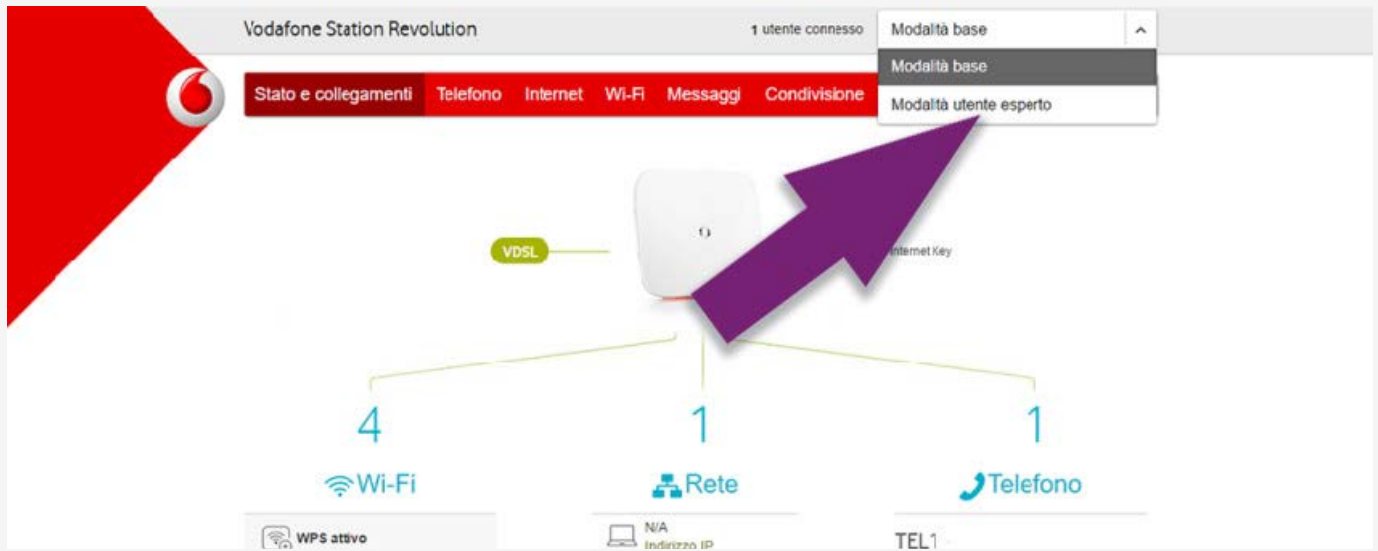 Vodafone Station Revolution
1 utente connesso
Modalità base
Modalità base
Modalità utente esperto
Stato e collegamenti Telefono Internet Wi-Fi Messaggi Condivisione
VDSL
Internet Key
4
1
1
Wi-Fi
Rete
Telefono
WPS attivo
N/A
Indirizzo IP
TEL1